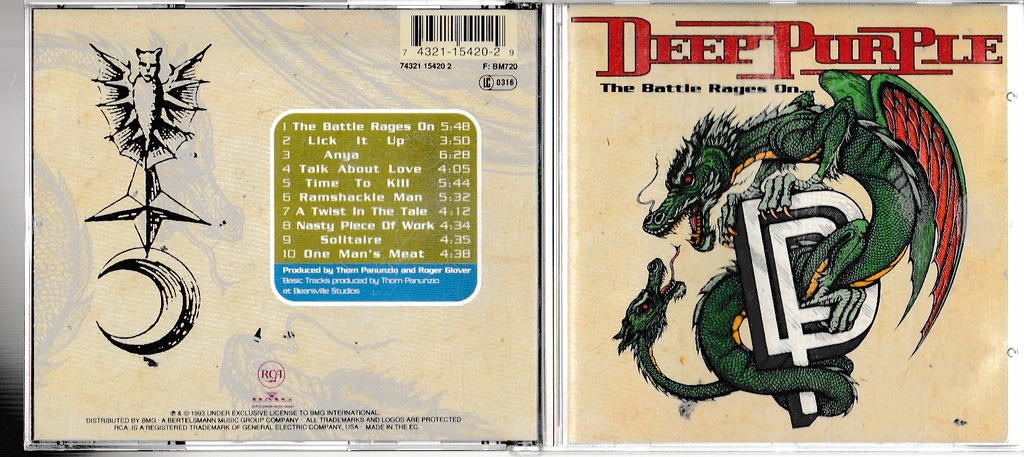 7 4321-15420-2 9
74321 15420 2 F: BM720
LC 0316
1 The Battle Rages On 5:48
2 Lick It Up 3:50
3 Anya 6:28
4 Talk About Love 4:05
5 Time To Kill 5:44
6 Ramshackle Man 5:32
7 A Twist In The Tale 4:12
8 Nasty Piece Of Work 4:34
9 Solitaire 4:35
10 One Man's Meat 4:38
Produced by Thom Panunzio and Roger Glover
Basic Tracks produced by Thom Panunzio
at Bearsville Studios
RCA
BMG
℗ & © 1993 UNDER EXCLUSIVE LICENSE TO BMG INTERNATIONAL
DISTRIBUTED BY BMG - A BERTELSMANN MUSIC GROUP COMPANY · ALL TRADEMARKS AND LOGOS ARE PROTECTED ·
RCA IS A REGISTERED TRADEMARK OF GENERAL ELECTRIC COMPANY, USA · MADE IN THE EC
DEEP PURPLE
The Battle Rages On...